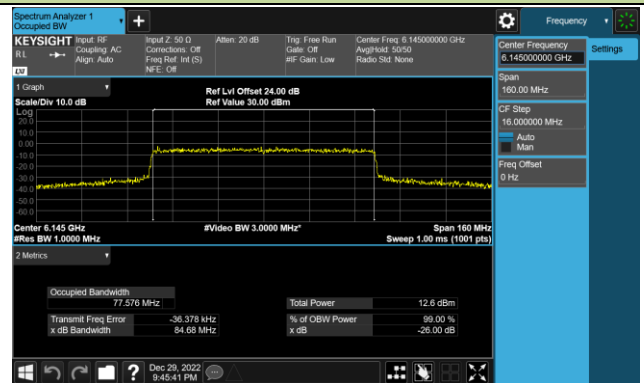 Spectrum Analyzer 1
Occupied BW
Frequency
KEYSIGHT
RL
Input: RF
Coupling: AC
Align: Auto
Input Z: 50 Ω
Corrections: Off
Freq Ref: Int (S)
NFE: Off
Atten: 20 dB
Trig: Free Run
Gate: Off
#IF Gain: Low
Center Freq: 6.145000000 GHz
Avg|Hold: 50/50
Radio Std: None
LXI
Center Frequency
6.145000000 GHz
Settings
Span
160.00 MHz
CF Step
16.000000 MHz
Auto
Man
Freq Offset
0 Hz
1 Graph
Scale/Div 10.0 dB
Ref Lvl Offset 24.00 dB
Ref Value 30.00 dBm
Log
20.0
10.0
0.00
-10.0
-20.0
-30.0
-40.0
-50.0
-60.0
Center 6.145 GHz
#Video BW 3.0000 MHz*
Span 160 MHz
#Res BW 1.0000 MHz
Sweep 1.00 ms (1001 pts)
2 Metrics
Occupied Bandwidth
77.576 MHz
Total Power
12.6 dBm
Transmit Freq Error
-36.378 kHz
% of OBW Power
99.00 %
x dB Bandwidth
84.68 MHz
x dB
-26.00 dB
?
Dec 29, 2022
9:45:41 PM